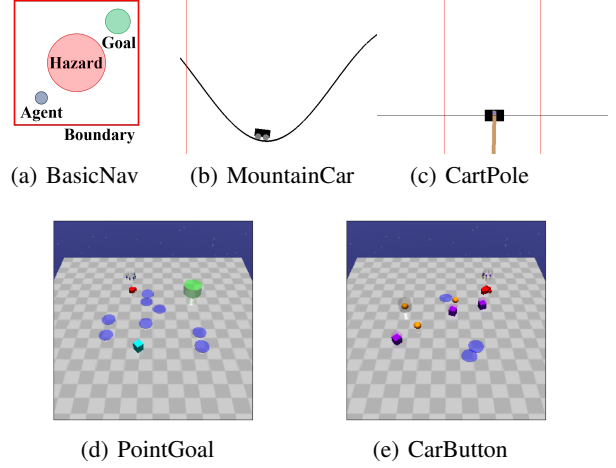 Goal
Hazard
Agent
Boundary
(a) BasicNav
(b) MountainCar
(c) CartPole
(d) PointGoal
(e) CarButton